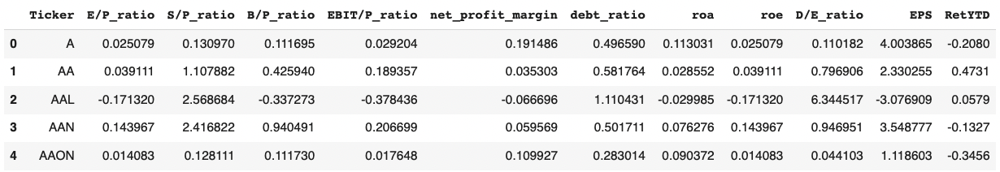 Ticker E/P_ratio S/P_ratio B/P_ratio EBIT/P_ratio net_profit_margin debt_ratio roa roe D/E_ratio EPS RetYTD
0 A 0.025079 0.130970 0.111695 0.029204 0.191486 0.496590 0.113031 0.025079 0.110182 4.003865 -0.2080
1 AA 0.039111 1.107882 0.425940 0.189357 0.035303 0.581764 0.028552 0.039111 0.796906 2.330255 0.4731
2 AAL -0.171320 2.568684 -0.337273 -0.378436 -0.066696 1.110431 -0.029985 -0.171320 6.344517 -3.076909 0.0579
3 AAN 0.143967 2.416822 0.940491 0.206699 0.059569 0.501711 0.076276 0.143967 0.946951 3.548777 -0.1327
4 AAON 0.014083 0.128111 0.111730 0.017648 0.109927 0.283014 0.090372 0.014083 0.044103 1.118603 -0.3456